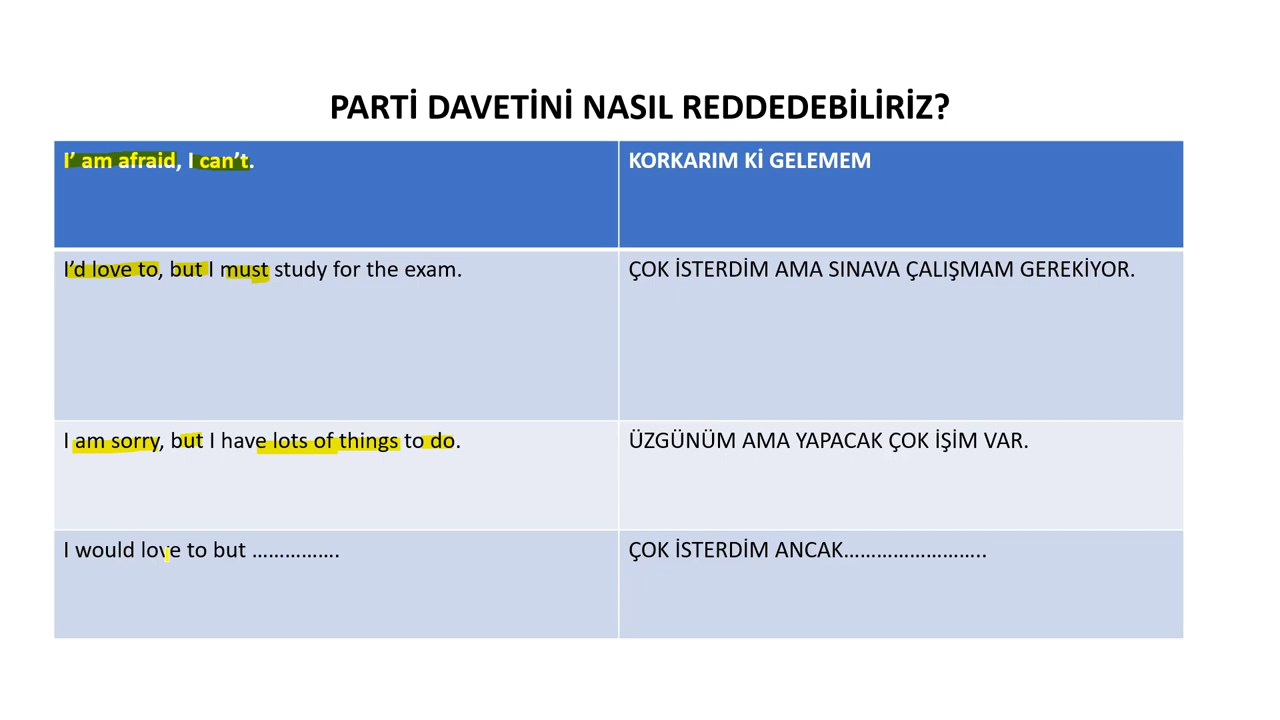 PARTİ DAVETİNİ NASIL REDDEDEBİLİRİZ?
I' am afraid, I can't.
KORKARIM Kİ GELEMEM
I'd love to, but I must study for the exam.
ÇOK İSTERDİM AMA SINAVA ÇALIŞMAM GEREKİYOR.
I am sorry, but I have lots of things to do.
ÜZGÜNÜM AMA YAPACAK ÇOK İŞİM VAR.
I would love to but …………….
ÇOK İSTERDİM ANCAK……………………..